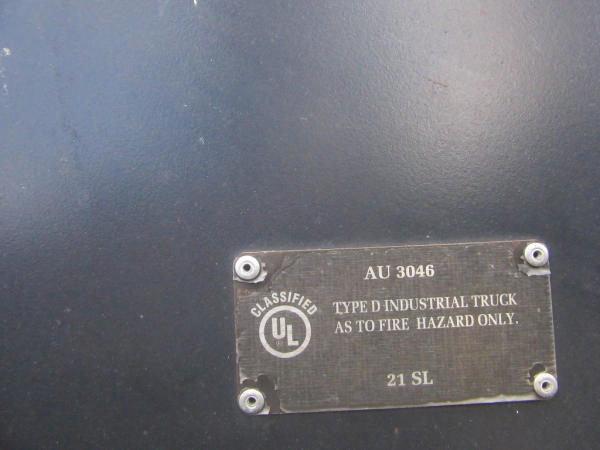 AU 3046
CLASSIFIED
UL
TYPE D INDUSTRIAL TRUCK
AS TO FIRE HAZARD ONLY.
21 SL